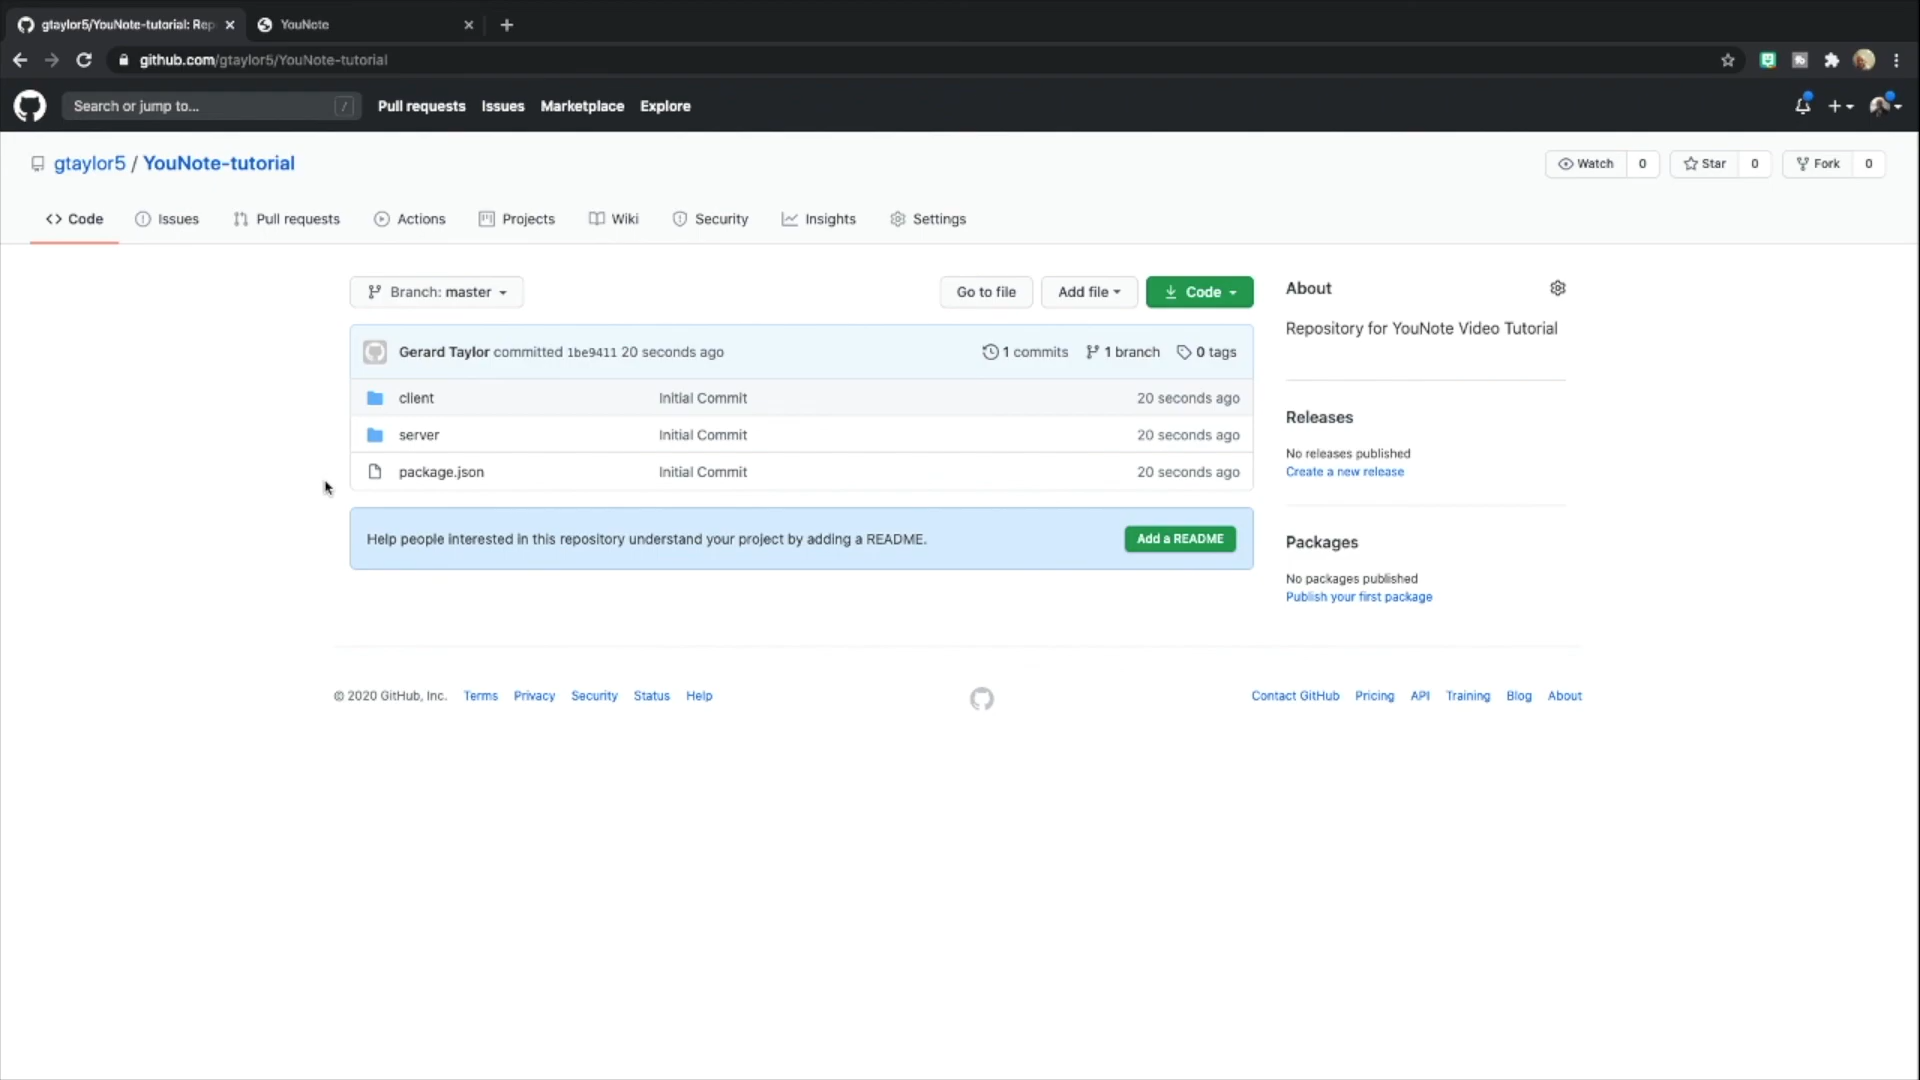 gtaylor5/YouNote-tutorial: Rep
YouNote
github.com/gtaylor5/YouNote-tutorial
Search or jump to... /
Pull requests Issues Marketplace Explore
gtaylor5 / YouNote-tutorial
Watch 0 Star 0 Fork 0
Code Issues Pull requests Actions Projects Wiki Security Insights Settings
Branch: master
Go to file Add file Code
Gerard Taylor committed 1be9411 20 seconds ago
1 commits 1 branch 0 tags
client Initial Commit 20 seconds ago
server Initial Commit 20 seconds ago
package.json Initial Commit 20 seconds ago
Help people interested in this repository understand your project by adding a README.
Add a README
About
Repository for YouNote Video Tutorial
Releases
No releases published
Create a new release
Packages
No packages published
Publish your first package
© 2020 GitHub, Inc. Terms Privacy Security Status Help
Contact GitHub Pricing API Training Blog About